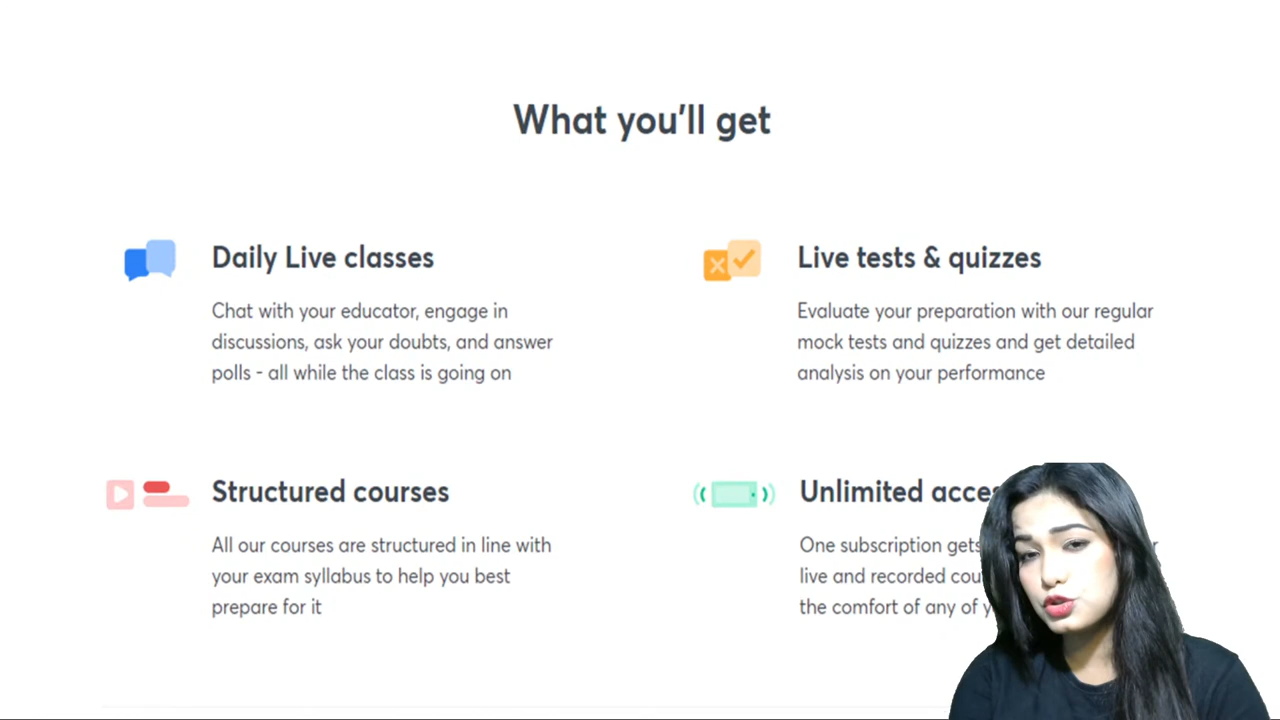 What you'll get
Daily Live classes
Chat with your educator, engage in
discussions, ask your doubts, and answer
polls - all while the class is going on
Live tests & quizzes
Evaluate your preparation with our regular
mock tests and quizzes and get detailed
analysis on your performance
Structured courses
All our courses are structured in line with
your exam syllabus to help you best
prepare for it
Unlimited
One subscription gets
live and recorded
the comfort of any of